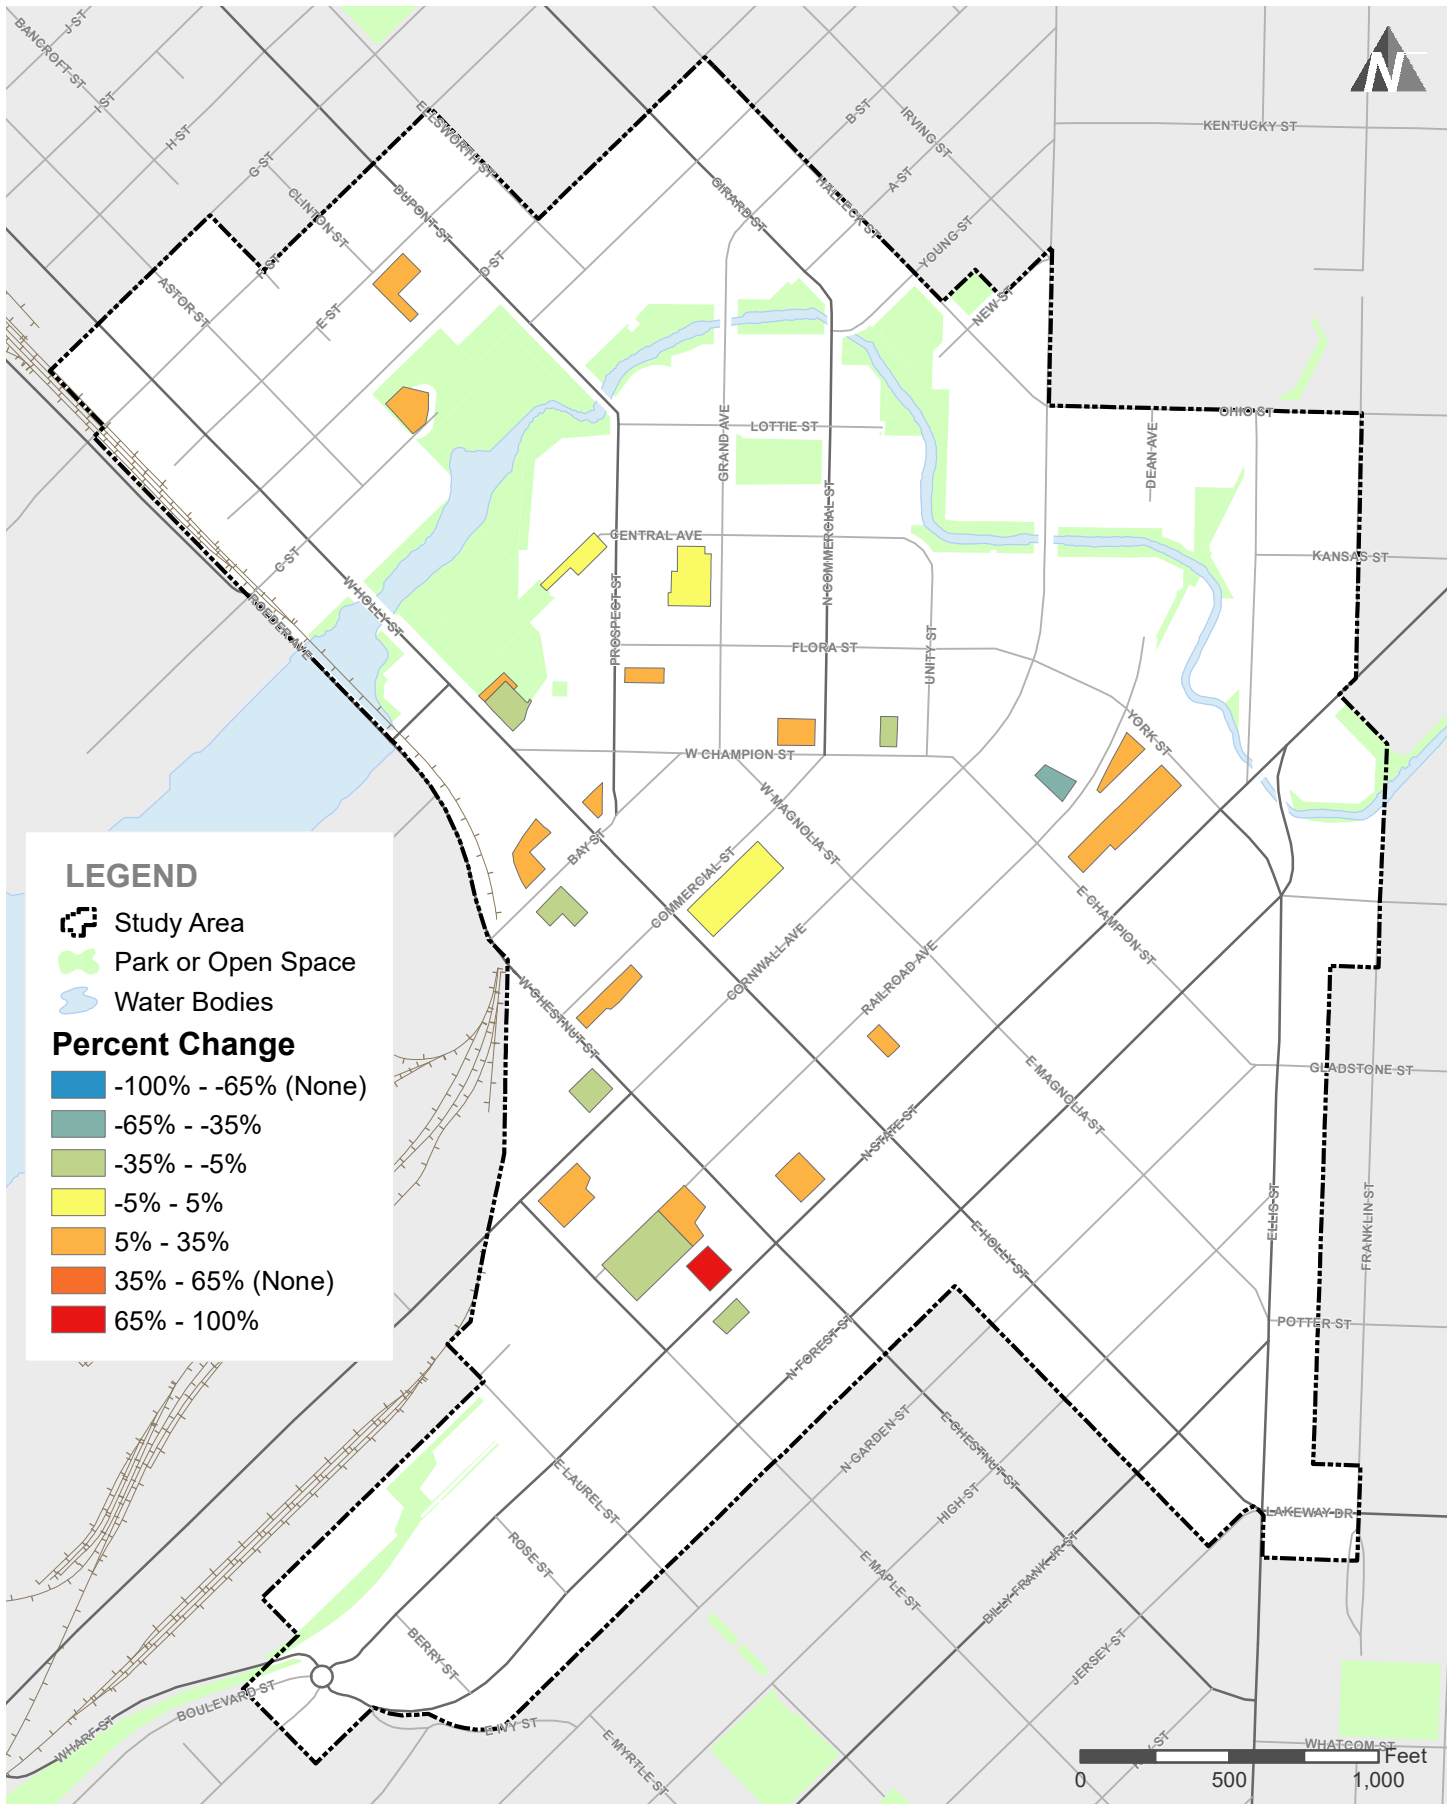 J ST
BANCROFT ST
I ST
H ST
G ST
ELLSWORTH ST
CLINTON ST
DUPONT ST
D ST
E ST
ASTOR ST
GIRARD ST
HALLECK ST
B ST
IRVING ST
A ST
YOUNG ST
NEW ST
N
KENTUCKY ST
OHIO ST
DEAN AVE
KANSAS ST
GRAND AVE
LOTTIE ST
N COMMERCIAL ST
CENTRAL AVE
PROSPECT ST
FLORA ST
UNITY ST
C ST
W HOLLY ST
ROEDER AVE
W CHAMPION ST
W MAGNOLIA ST
YORK ST
BAY ST
COMMERCIAL ST
CORNWALL AVE
RAILROAD AVE
E CHAMPION ST
W CHESTNUT ST
E MAGNOLIA ST
GLADSTONE ST
N STATE ST
ELLIS ST
FRANKLIN ST
E HOLLY ST
POTTER ST
N FOREST ST
N GARDEN ST
E CHESTNUT ST
HIGH ST
LAKEWAY DR
E LAUREL ST
ROSE ST
E MAPLE ST
BILLY FRANK JR ST
BERRY ST
JERSEY ST
BOULEVARD ST
WHARF ST
E IVY ST
E MYRTLE ST
WHATCOM ST
LEGEND
Study Area
Park or Open Space
Water Bodies
Percent Change
-100% - -65% (None)
-65% - -35%
-35% - -5%
-5% - 5%
5% - 35%
35% - 65% (None)
65% - 100%
Feet
0 500 1,000